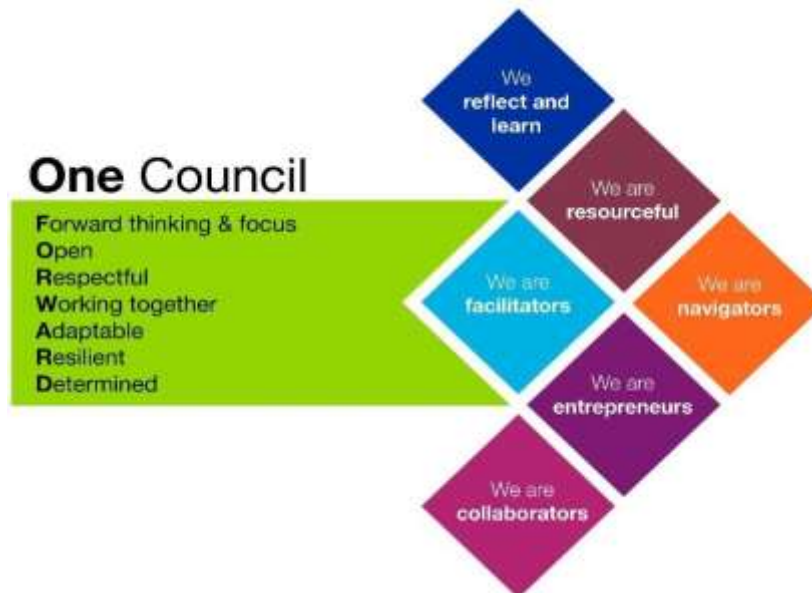 One Council
Forward thinking & focus
Open
Respectful
Working together
Adaptable
Resilient
Determined
We
reflect and
learn
We are
resourceful
We are
facilitators
We are
navigators
We are
entrepreneurs
We are
collaborators